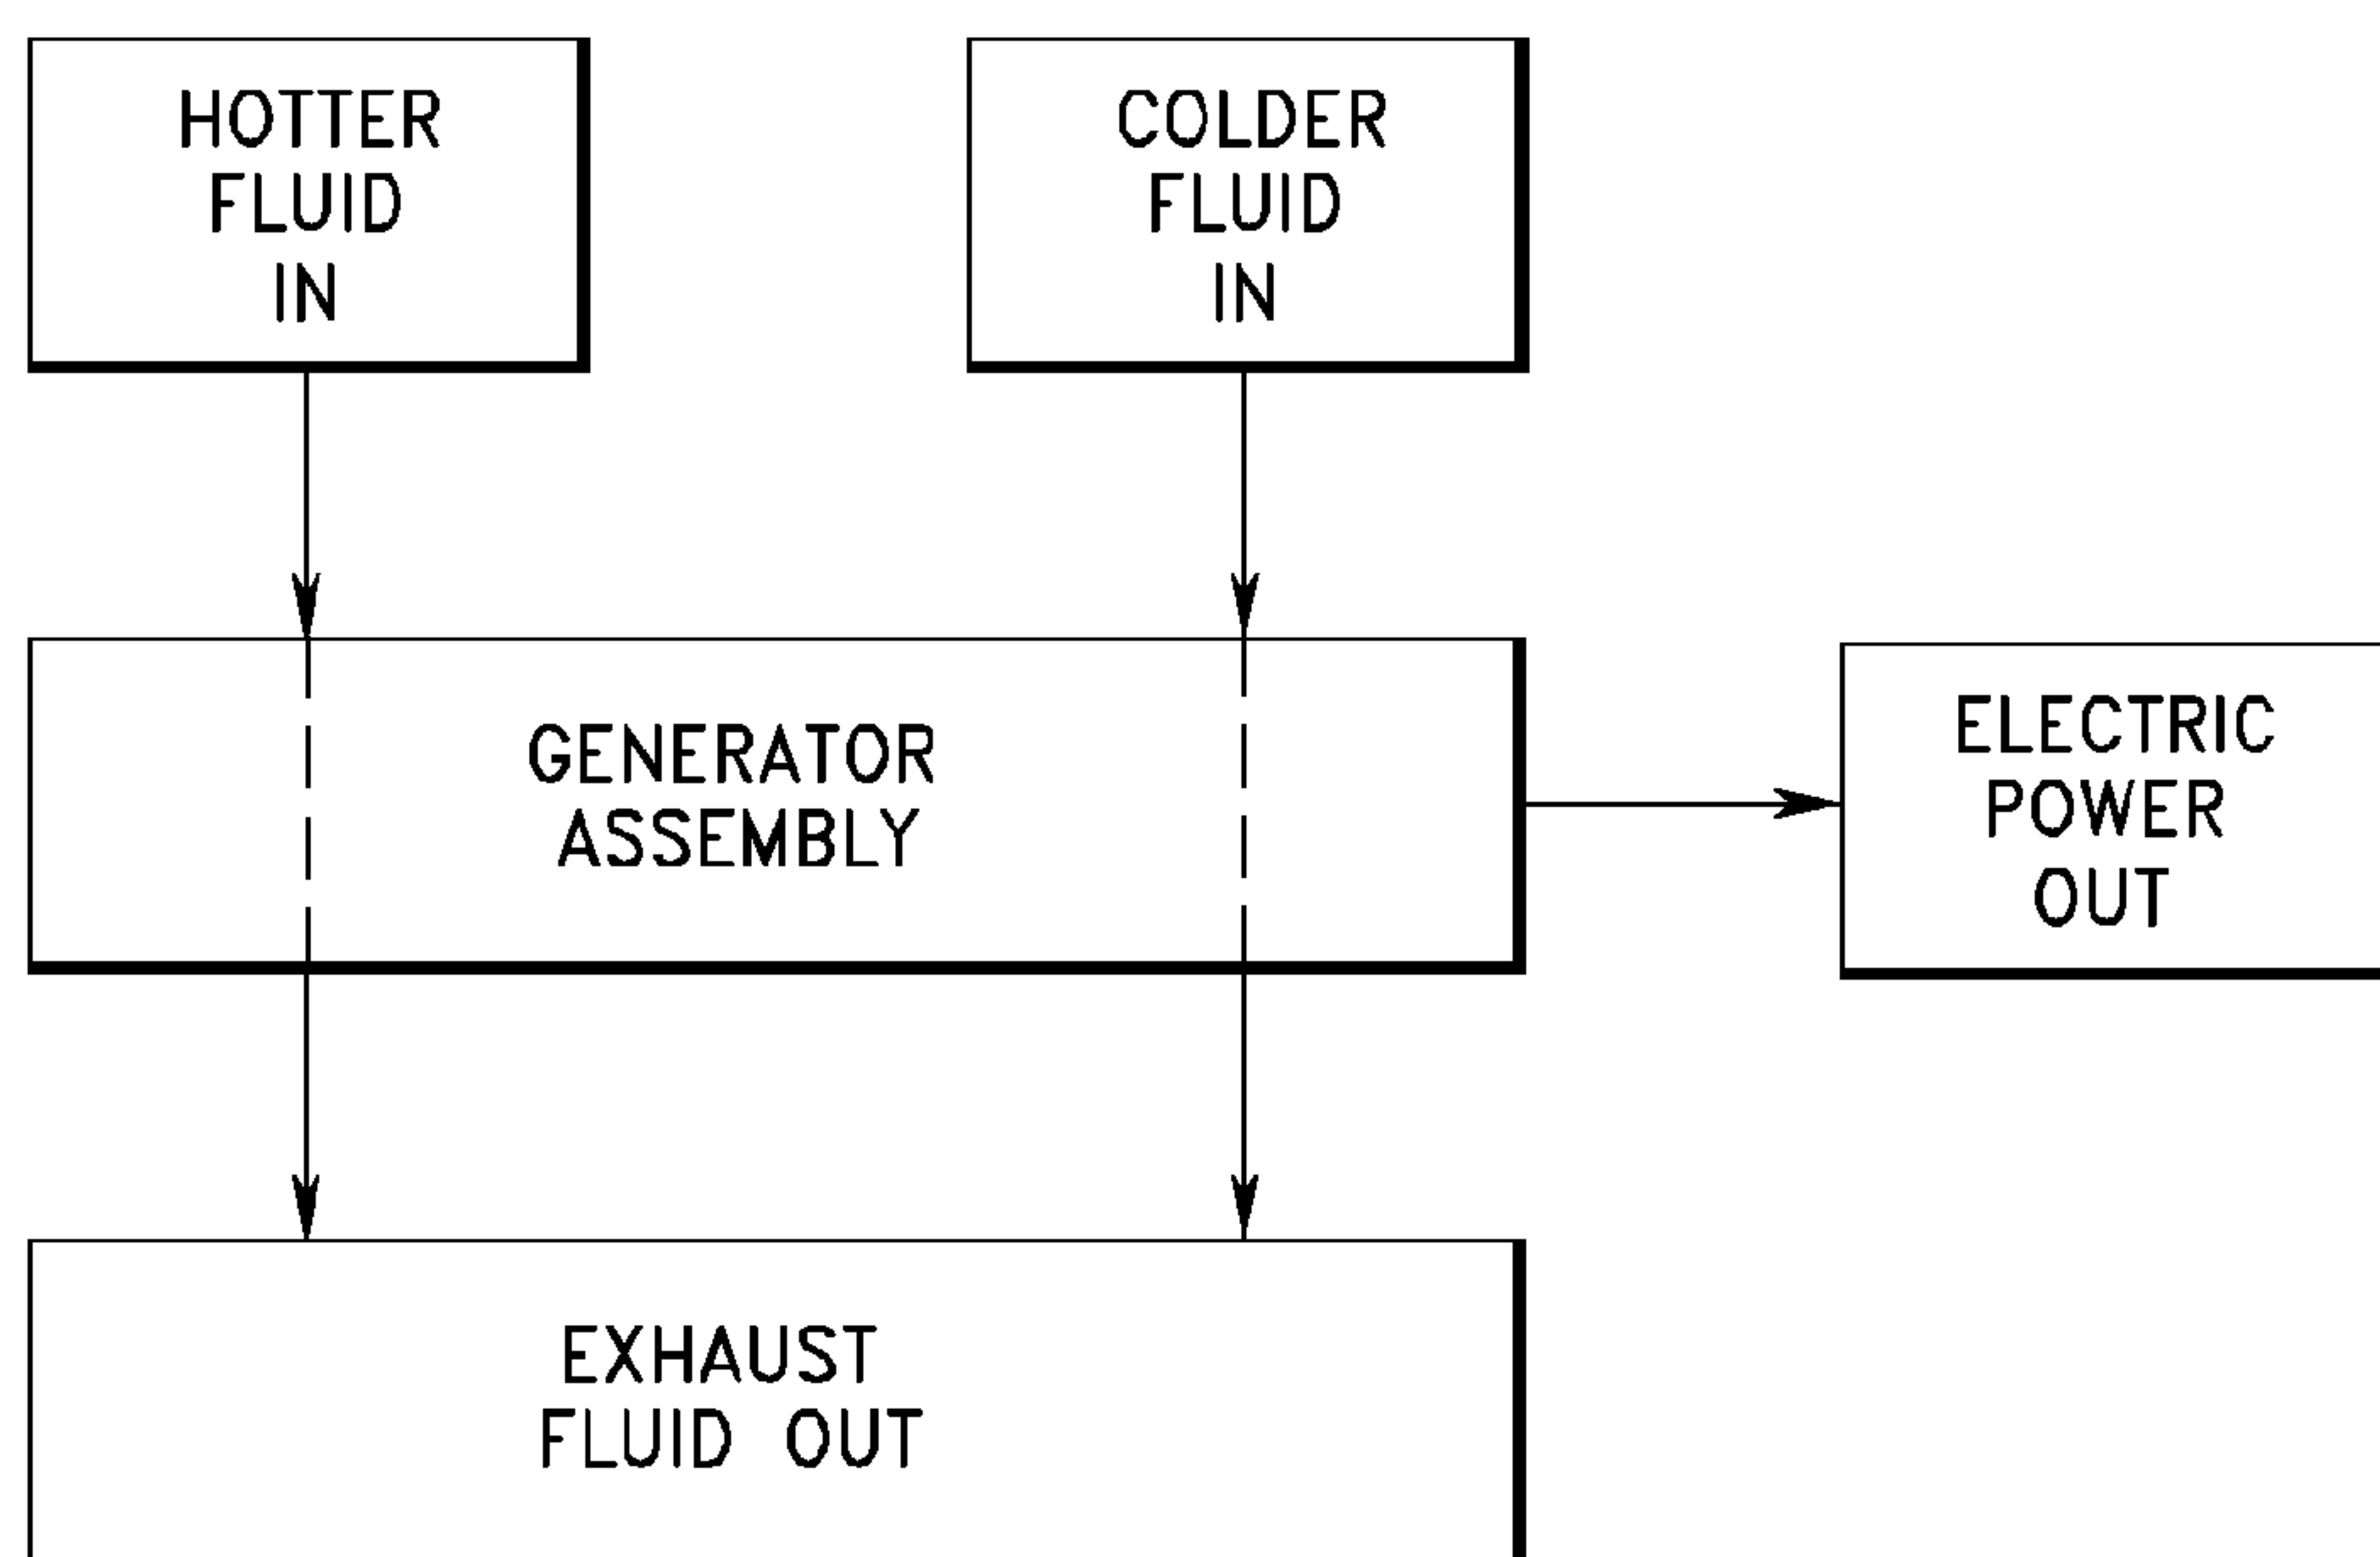 HOTTER
FLUID
IN
COLDER
FLUID
IN
GENERATOR
ASSEMBLY
ELECTRIC
POWER
OUT
EXHAUST
FLUID OUT